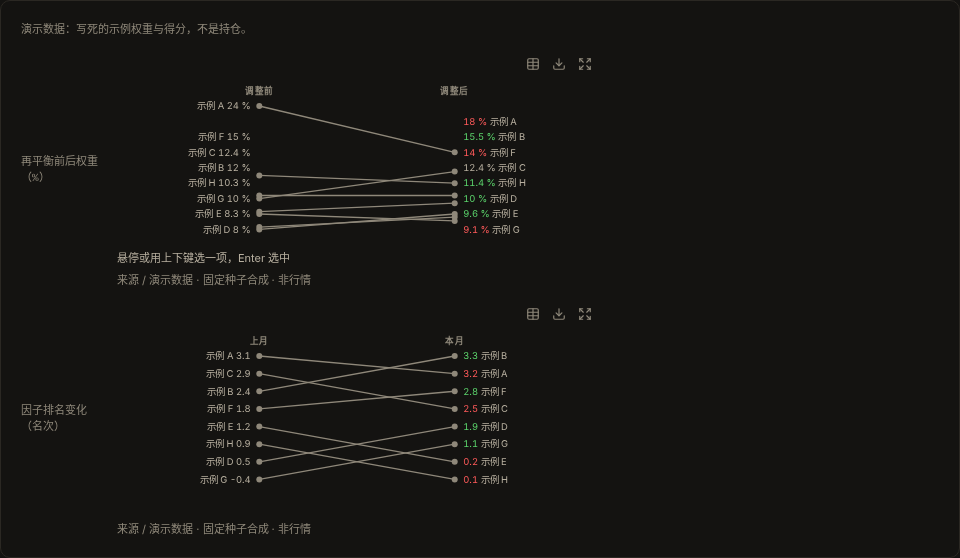 演示数据：写死的示例权重与得分，不是持仓。
调整前
调整后
示例 A 24 %
18 % 示例 A
示例 F 15 %
15.5 % 示例 B
示例 C 12.4 %
14 % 示例 F
再平衡前后权重
（%）
示例 B 12 %
12.4 % 示例 C
示例 H 10.3 %
11.4 % 示例 H
示例 G 10 %
10 % 示例 D
示例 E 8.3 %
9.6 % 示例 E
示例 D 8 %
9.1 % 示例 G
悬停或用上下键选一项，Enter 选中
来源 / 演示数据 · 固定种子合成 · 非行情
上月
本月
示例 A 3.1
3.3 示例 B
示例 C 2.9
3.2 示例 A
示例 B 2.4
2.8 示例 F
示例 F 1.8
2.5 示例 C
因子排名变化
（名次）
示例 E 1.2
1.9 示例 D
示例 H 0.9
1.1 示例 G
示例 D 0.5
0.2 示例 E
示例 G -0.4
0.1 示例 H
来源 / 演示数据 · 固定种子合成 · 非行情